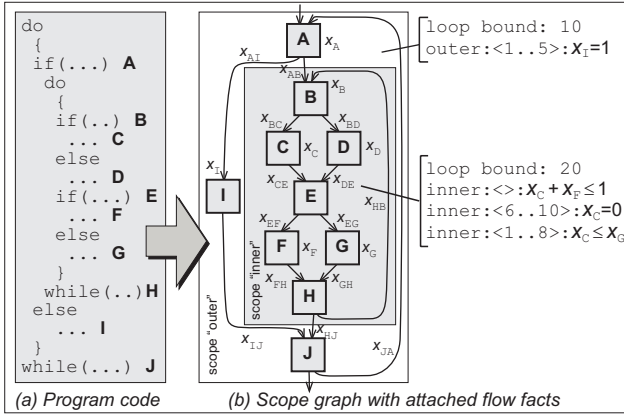 do
{
if(...) A
do
{
if(..) B
... C
else
... D
if(...) E
... F
else
... G
}
while(..) H
else
... I
}
while(...) J
(a) Program code
A
x_A
x_AI
x_AB
B
x_B
x_BC
x_BD
C
x_C
D
x_D
x_I
I
x_CE
x_DE
E
x_HB
x_EF
x_EG
F
x_F
G
x_G
x_FH
x_GH
H
scope "inner"
scope "outer"
x_IJ
x_HJ
J
x_JA
loop bound: 10
outer:<1..5>:x_I=1
loop bound: 20
inner:<>:x_C+x_F≤1
inner:<6..10>:x_C=0
inner:<1..8>:x_C≤x_G
(b) Scope graph with attached flow facts